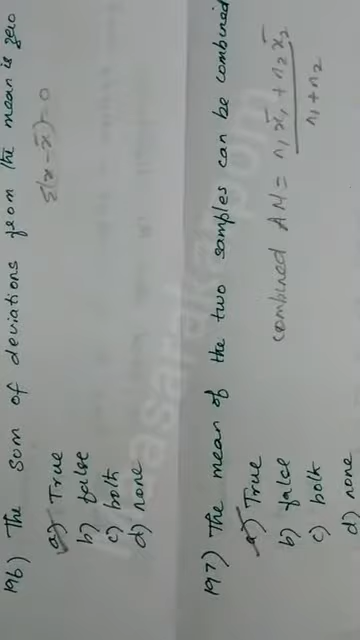 196) The sum of deviations from the mean is zero
a) True
b) false
c) both
d) none
Σ(x-x̄)=0
197) The mean of the two samples can be combined
a) True
b) false
c) both
d) none
combined AM = n₁x̄₁ + n₂x̄₂
n₁+n₂